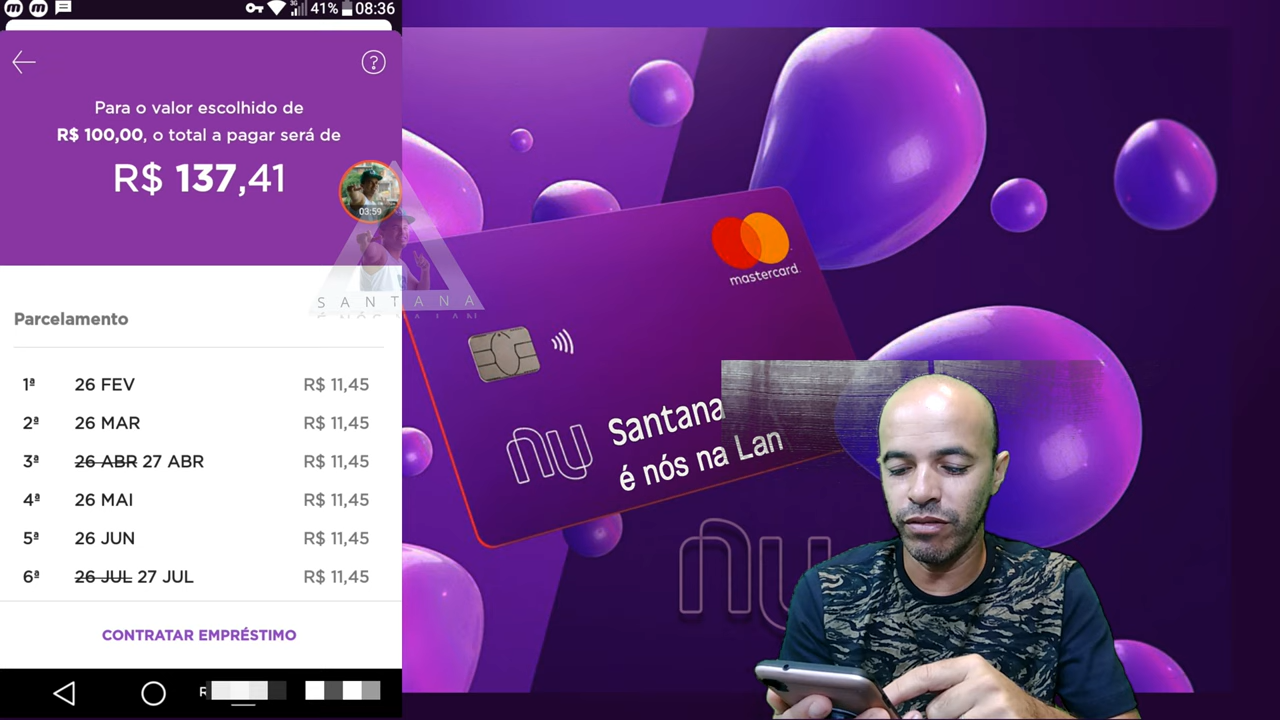 41% 08:36
Para o valor escolhido de
R$ 100,00, o total a pagar será de
R$ 137,41
03:59
SANTANA
É NÓS NA LAN
Parcelamento
1ª 26 FEV R$ 11,45
2ª 26 MAR R$ 11,45
3ª 26 ABR 27 ABR R$ 11,45
4ª 26 MAI R$ 11,45
5ª 26 JUN R$ 11,45
6ª 26 JUL 27 JUL R$ 11,45
CONTRATAR EMPRÉSTIMO
mastercard.
nu
Santana
é nós na Lan
nu